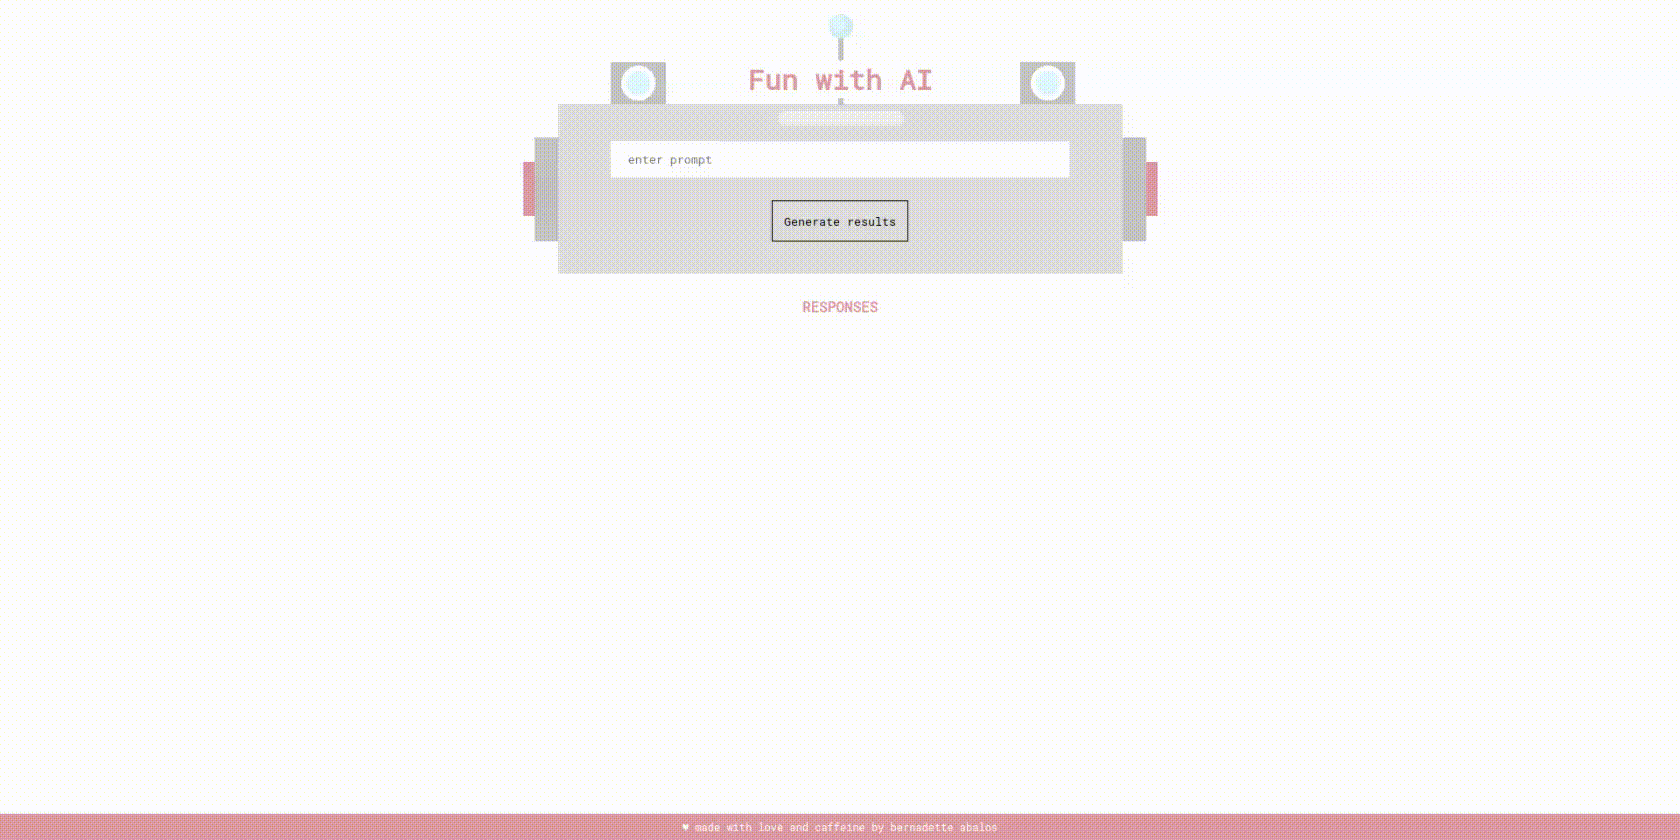 Fun with AI
enter prompt
Generate results
RESPONSES
♥ made with love and caffeine by bernadette abalos